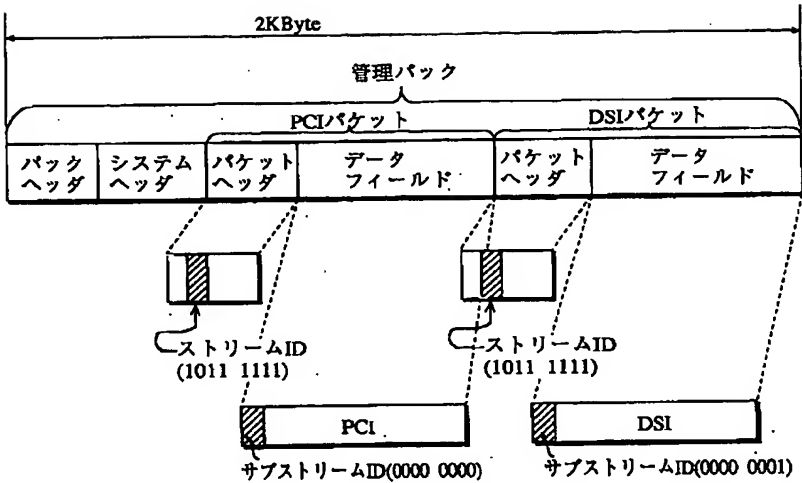 2KByte
管理パック
PCIパケット
DSIパケット
パック
ヘッダ
システム
ヘッダ
パケット
ヘッダ
データ
フィールド
パケット
ヘッダ
データ
フィールド
ストリームID
(1011 1111)
ストリームID
(1011 1111)
PCI
DSI
サブストリームID(0000 0000)
サブストリームID(0000 0001)